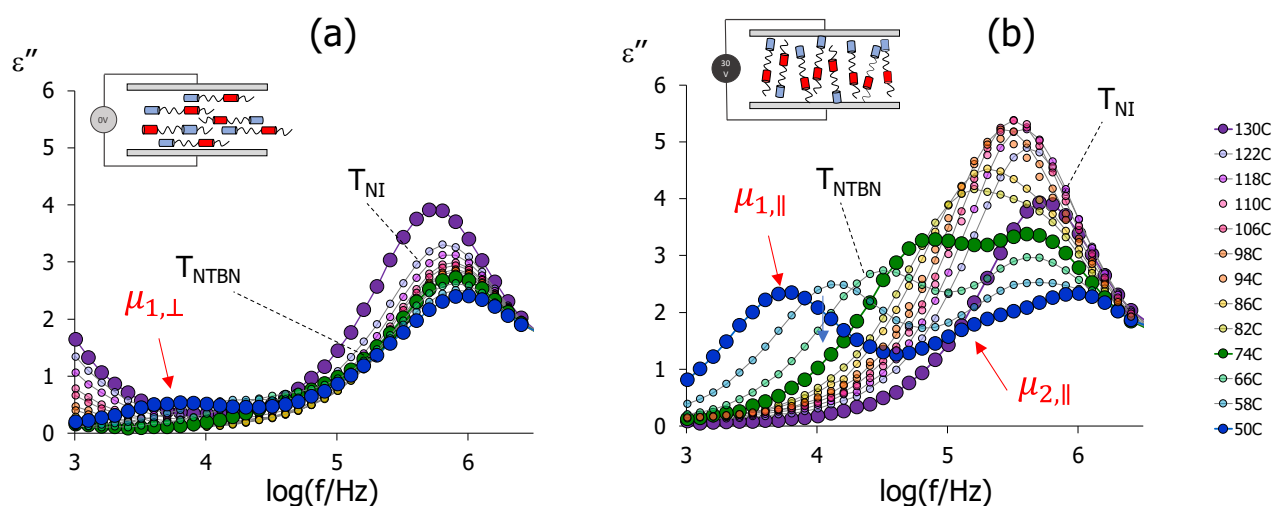 (a)
ε″
6
5
4
3
2
1
0
0V
T_NI
T_NTBN
μ_1,⊥
3
4
5
6
log(f/Hz)
(b)
ε″
6
5
4
3
2
1
0
30
V
T_NI
T_NTBN
μ_1,∥
μ_2,∥
3
4
5
6
log(f/Hz)
130C
122C
118C
110C
106C
98C
94C
86C
82C
74C
66C
58C
50C